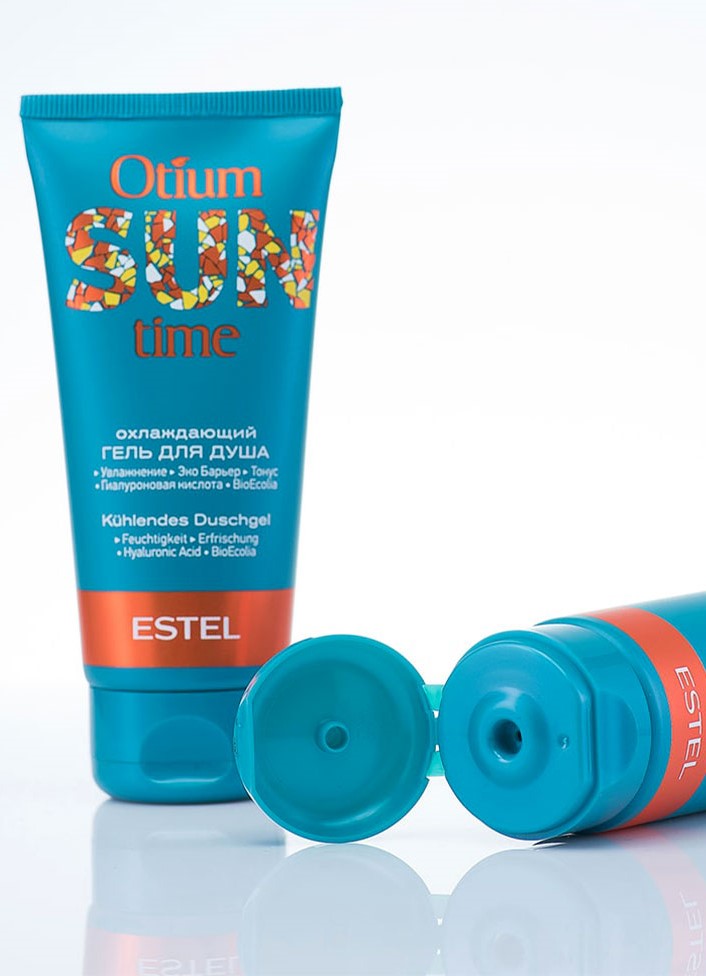 Otium
SUN
time
охлаждающий
ГЕЛЬ ДЛЯ ДУША
▸Увлажнение ▸ Эко Барьер ▸ Тонус
•Гиалуроновая кислота • BioEcolia
Kühlendes Duschgel
▸Feuchtigkeit ▸ Erfrischung
• Hyaluronic Acid • BioEcolia
ESTEL
ESTEL